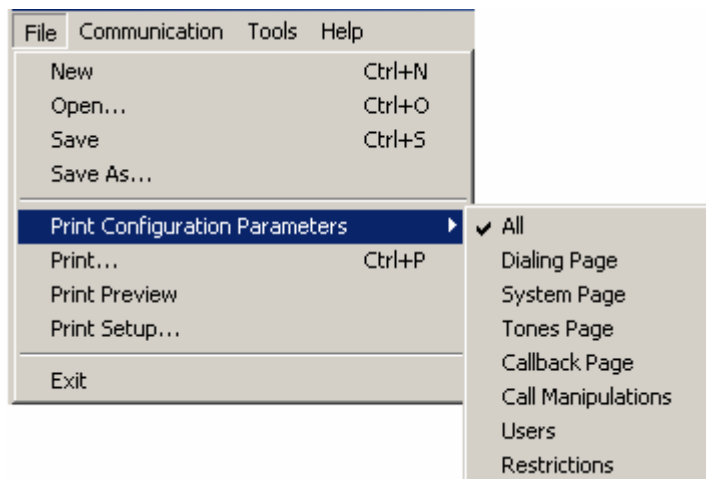 File Communication Tools Help
New Ctrl+N
Open... Ctrl+O
Save Ctrl+S
Save As...
Print Configuration Parameters
Print... Ctrl+P
Print Preview
Print Setup...
Exit
All
Dialing Page
System Page
Tones Page
Callback Page
Call Manipulations
Users
Restrictions